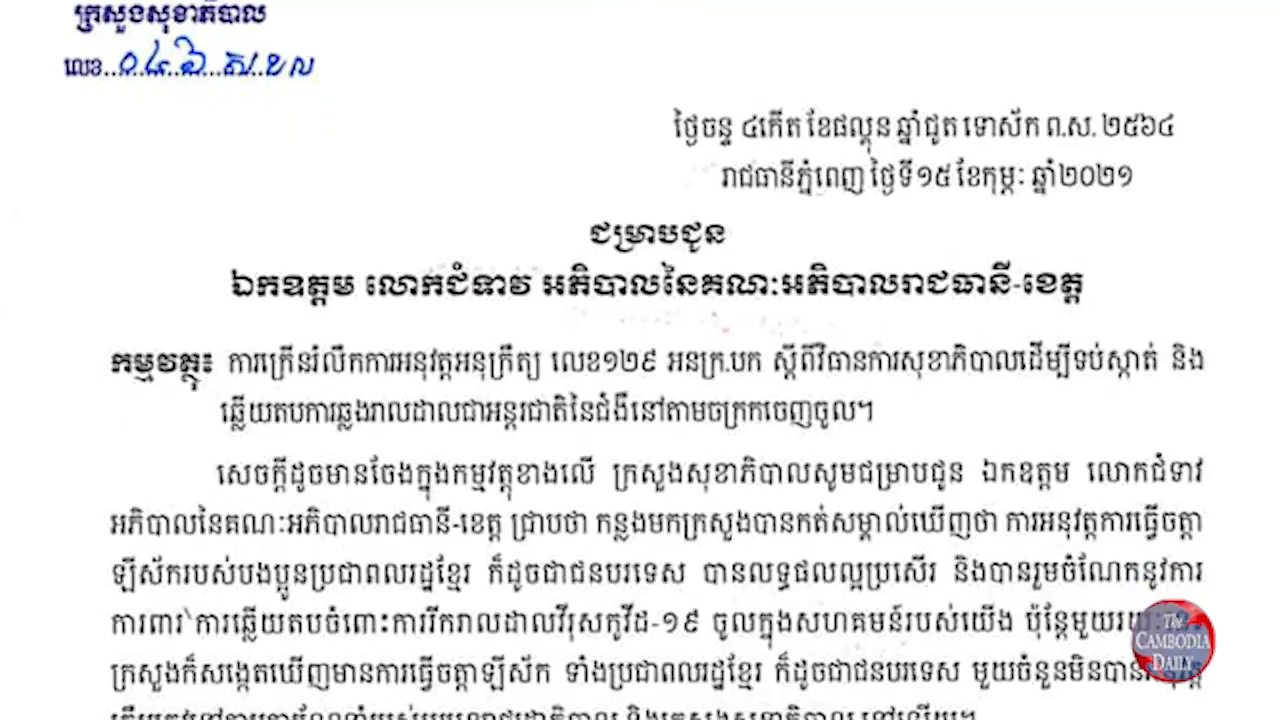 ក្រសួងសុខាភិបាល
លេខ
ថ្ងៃចន្ទ ៤កើត ខែផល្គុន ឆ្នាំជូត ទោស័ក ព.ស. ២៥៦៤
រាជធានីភ្នំពេញ ថ្ងៃទី១៥ ខែកុម្ភៈ ឆ្នាំ២០២១
ជម្រាបជូន
ឯកឧត្តម លោកជំទាវ អភិបាលនៃគណៈអភិបាលរាជធានី-ខេត្ត
កម្មវត្ថុ៖ ការក្រើនរំលឹកការអនុវត្តអនុក្រឹត្យ លេខ១២៩ អនក្រ.បក ស្តីពីវិធានការសុខាភិបាលដើម្បីទប់ស្កាត់ និង
ឆ្លើយតបការឆ្លងរាលដាលជាអន្តរជាតិនៃជំងឺនៅតាមច្រកចេញចូល។
សេចក្តីដូចមានចែងក្នុងកម្មវត្ថុខាងលើ ក្រសួងសុខាភិបាលសូមជម្រាបជូន ឯកឧត្តម លោកជំទាវ
អភិបាលនៃគណៈអភិបាលរាជធានី-ខេត្ត ជ្រាបថា កន្លងមកក្រសួងបានកត់សម្គាល់ឃើញថា ការអនុវត្តការធ្វើចត្តា
ឡីស័ករបស់បងប្អូនប្រជាពលរដ្ឋខ្មែរ ក៏ដូចជាជនបរទេស បានលទ្ធផលល្អប្រសើរ និងបានរួមចំណែកនូវការ
ការពារ ការឆ្លើយតបចំពោះការរីករាលដាលវីរុសកូវីដ-១៩ ចូលក្នុងសហគមន៍របស់យើង ប៉ុន្តែមួយ
ក្រសួងក៏សង្កេតឃើញមានការធ្វើចត្តាឡីស័ក ទាំងប្រជាពលរដ្ឋខ្មែរ ក៏ដូចជាជនបរទេស មួយចំនួនមិនបាន
The
CAMBODIA
DAILY